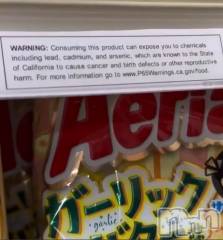 WARNING: Consuming this product can expose you to chemicals
including lead, cadmium, and arsenic, which are known to the State
of California to cause cancer and birth defects or other reproductive
harm. For more information go to www.P65Warnings.ca.gov/food.
Aeria
ガーリック
garlic